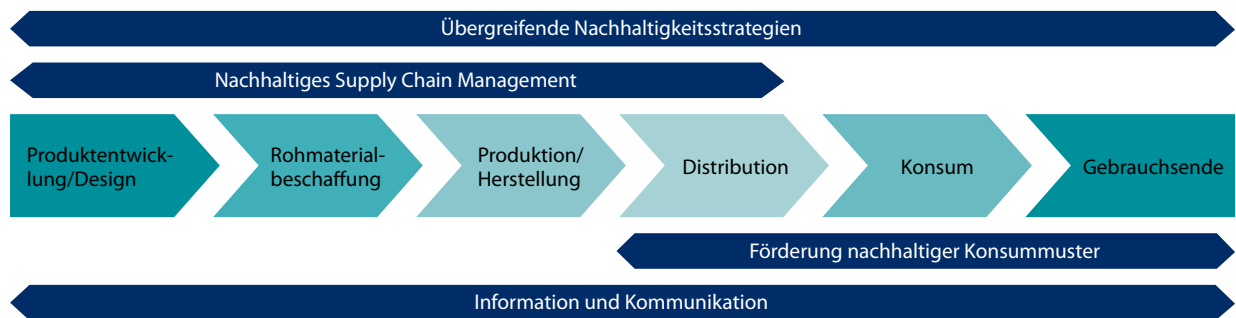 Übergreifende Nachhaltigkeitsstrategien
Nachhaltiges Supply Chain Management
Produktentwick-
lung/Design
Rohmaterial-
beschaffung
Produktion/
Herstellung
Distribution
Konsum
Gebrauchsende
Förderung nachhaltiger Konsummuster
Information und Kommunikation